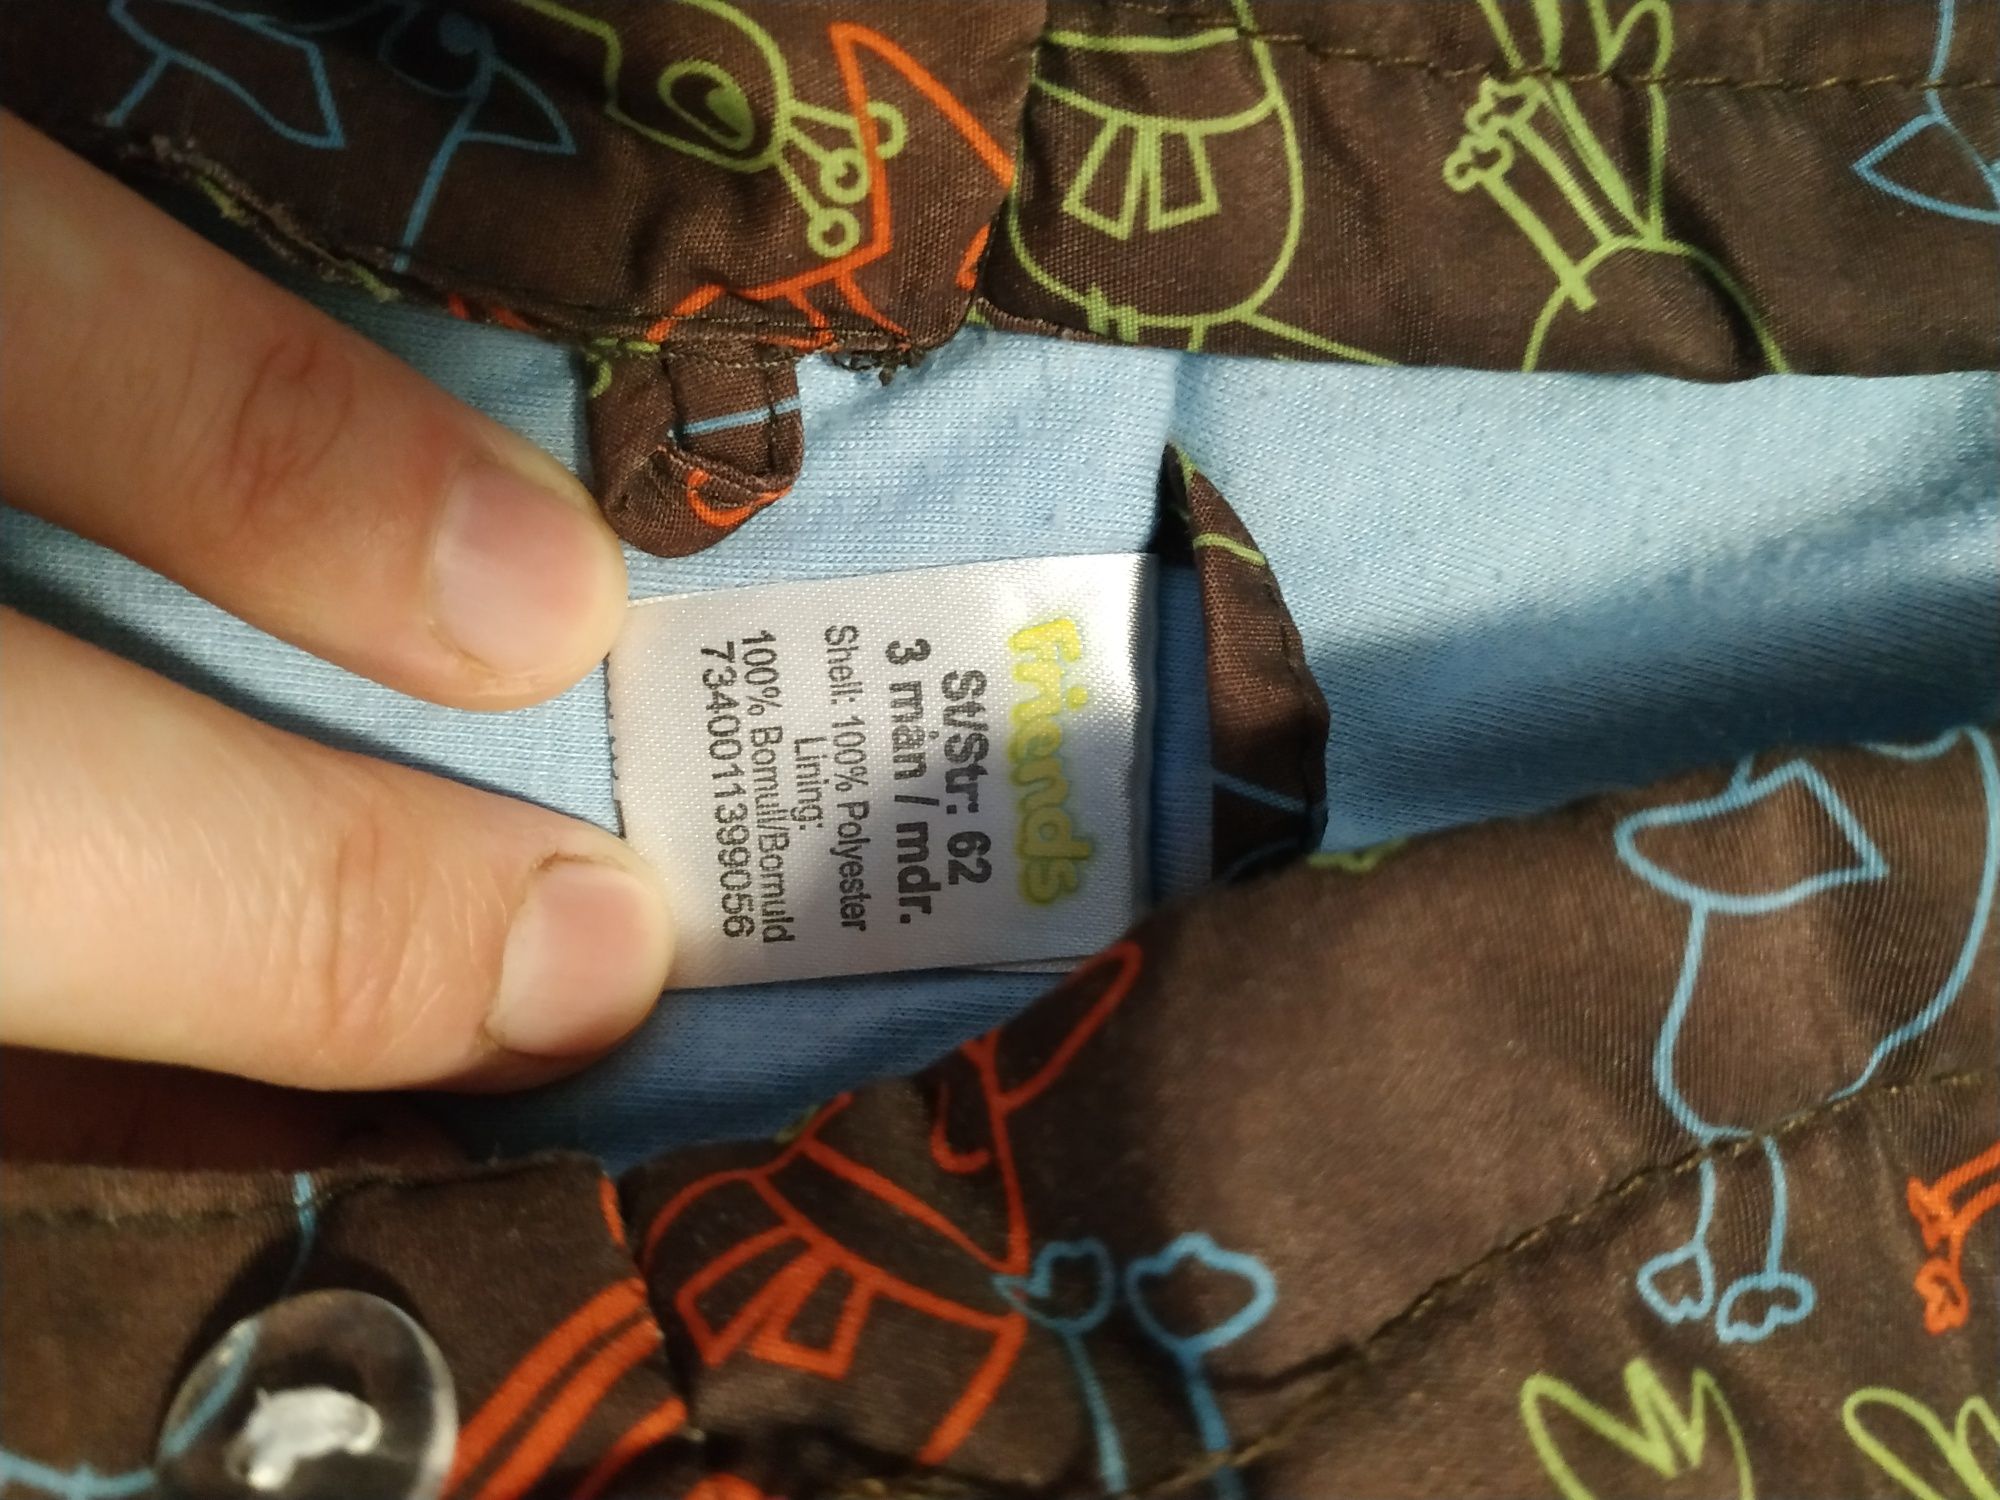 Friends
St/Str: 62
3 mån / mdr.
Shell: 100% Polyester
Lining:
100% Bomull/Bomuld
7340011399056